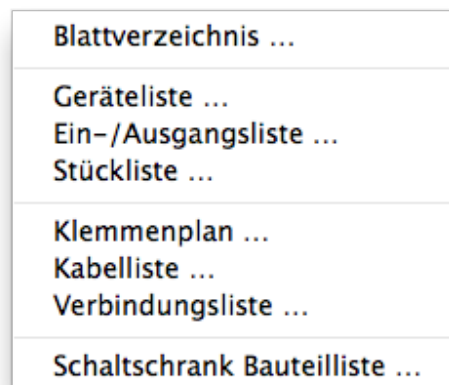 Blattverzeichnis ...
Geräteliste ...
Ein-/Ausgangsliste ...
Stückliste ...
Klemmenplan ...
Kabelliste ...
Verbindungsliste ...
Schaltschrank Bauteilliste ...